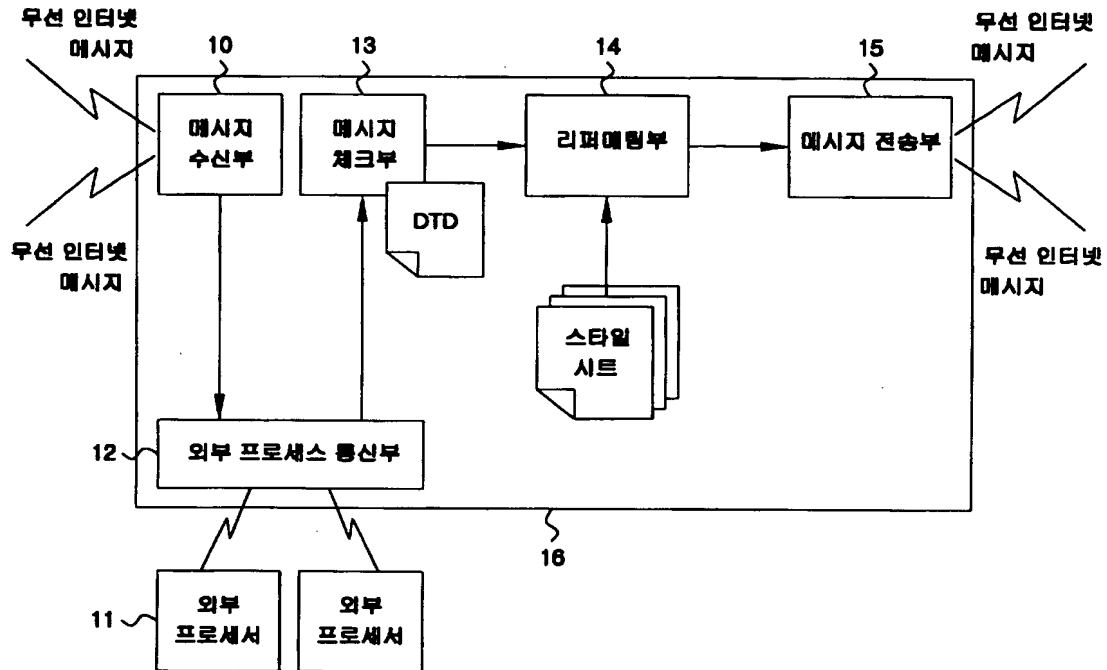 무선 인터넷
메시지
10
13
14
15
무선 인터넷
메시지
메시지
수신부
메시지
체크부
리퍼매팅부
메시지 전송부
DTD
무선 인터넷
메시지
무선 인터넷
메시지
스타일
시트
12
외부 프로세스 통신부
16
11
외부
프로세서
외부
프로세서